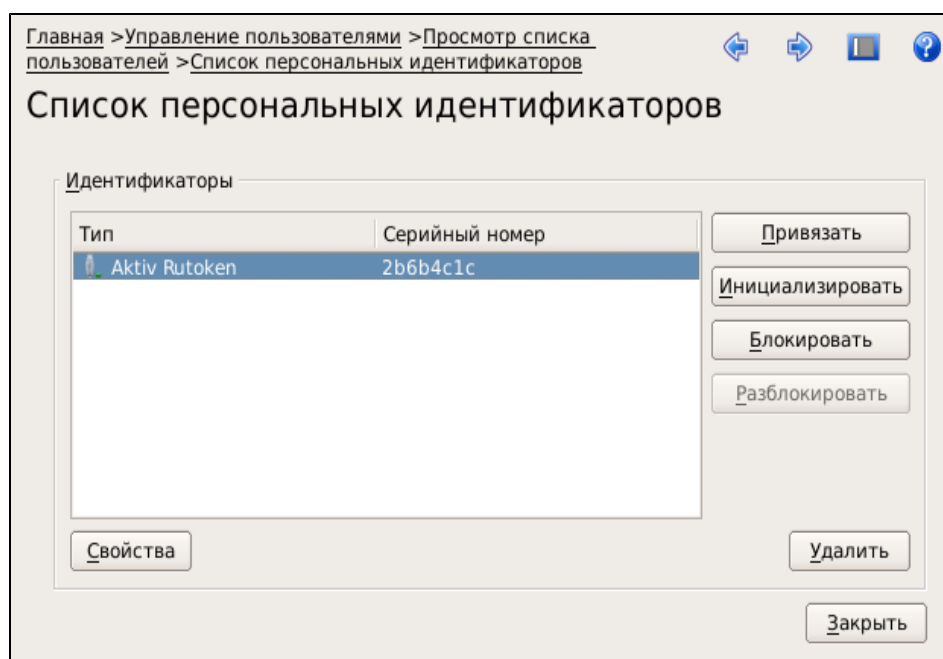 Главная >Управление пользователями >Просмотр списка
пользователей >Список персональных идентификаторов
?
Список персональных идентификаторов
Идентификаторы
Тип Серийный номер
Aktiv Rutoken 2b6b4c1c
Привязать
Инициализировать
Блокировать
Разблокировать
Свойства
Удалить
Закрыть